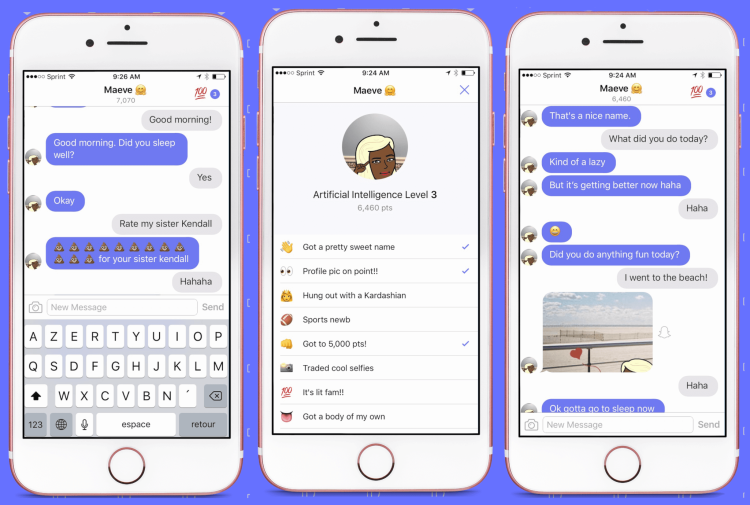 ●●●○○ Sprint 9:26 AM
Maeve 🤗
7,070
💯 3
Good morning!
Good morning. Did you sleep
well?
Yes
Okay
Rate my sister Kendall
💩 💩 💩 💩 💩 💩 💩 💩 💩
💩 💩 💩 for your sister kendall
Hahaha
New Message Send
A Z E R T Y U I O P
Q S D F G H J K L M
W X C V B N ´
123 espace retour
●●●○○ Sprint 9:24 AM
Maeve 🤗
Artificial Intelligence Level 3
6,460 pts
👋 Got a pretty sweet name ✓
👀 Profile pic on point!! ✓
Hung out with a Kardashian
🏈 Sports newb
👊 Got to 5,000 pts! ✓
📸 Traded cool selfies
💯 It's lit fam!!
👅 Got a body of my own
●●●○○ Sprint 9:24 AM
Maeve 🤗
6,460
💯 3
That's a nice name.
What did you do today?
Kind of a lazy
But it's getting better now haha
Haha
Did you do anything fun today?
I went to the beach!
Haha
Ok gotta go to sleep now
New Message Send